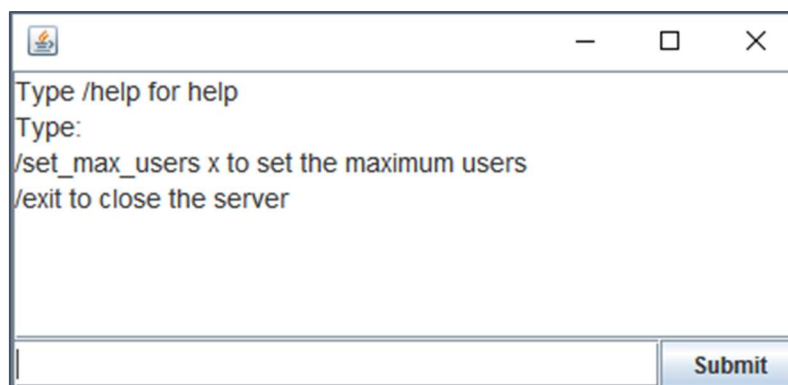 Type /help for help
Type:
/set_max_users x to set the maximum users
/exit to close the server
Submit